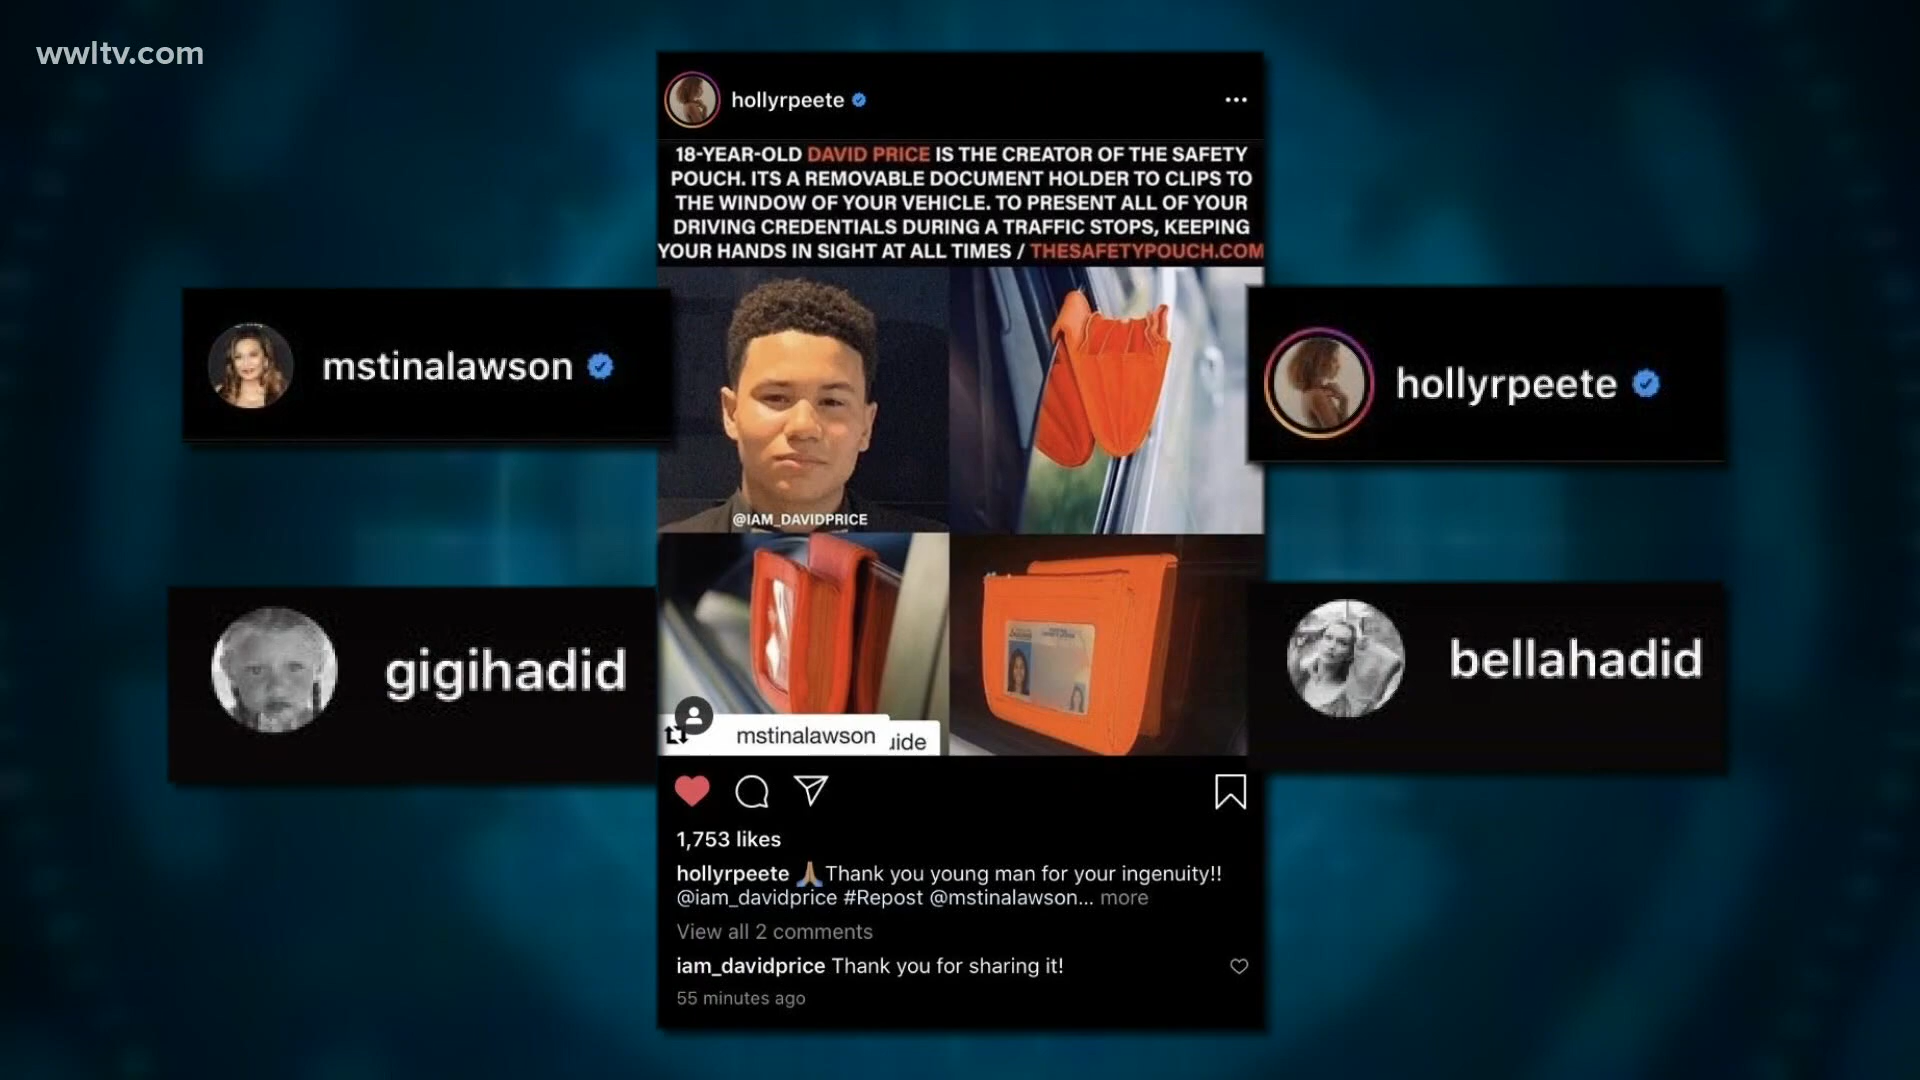 wwltv.com
hollyrpeete
18-YEAR-OLD DAVID PRICE IS THE CREATOR OF THE SAFETY
POUCH. ITS A REMOVABLE DOCUMENT HOLDER TO CLIPS TO
THE WINDOW OF YOUR VEHICLE. TO PRESENT ALL OF YOUR
DRIVING CREDENTIALS DURING A TRAFFIC STOPS, KEEPING
YOUR HANDS IN SIGHT AT ALL TIMES / THESAFETYPOUCH.COM
mstinalawson
hollyrpeete
@IAM_DAVIDPRICE
gigihadid
bellahadid
mstinalawson
uide
1,753 likes
hollyrpeete 🙏🏽Thank you young man for your ingenuity!!
@iam_davidprice #Repost @mstinalawson... more
View all 2 comments
iam_davidprice Thank you for sharing it!
55 minutes ago